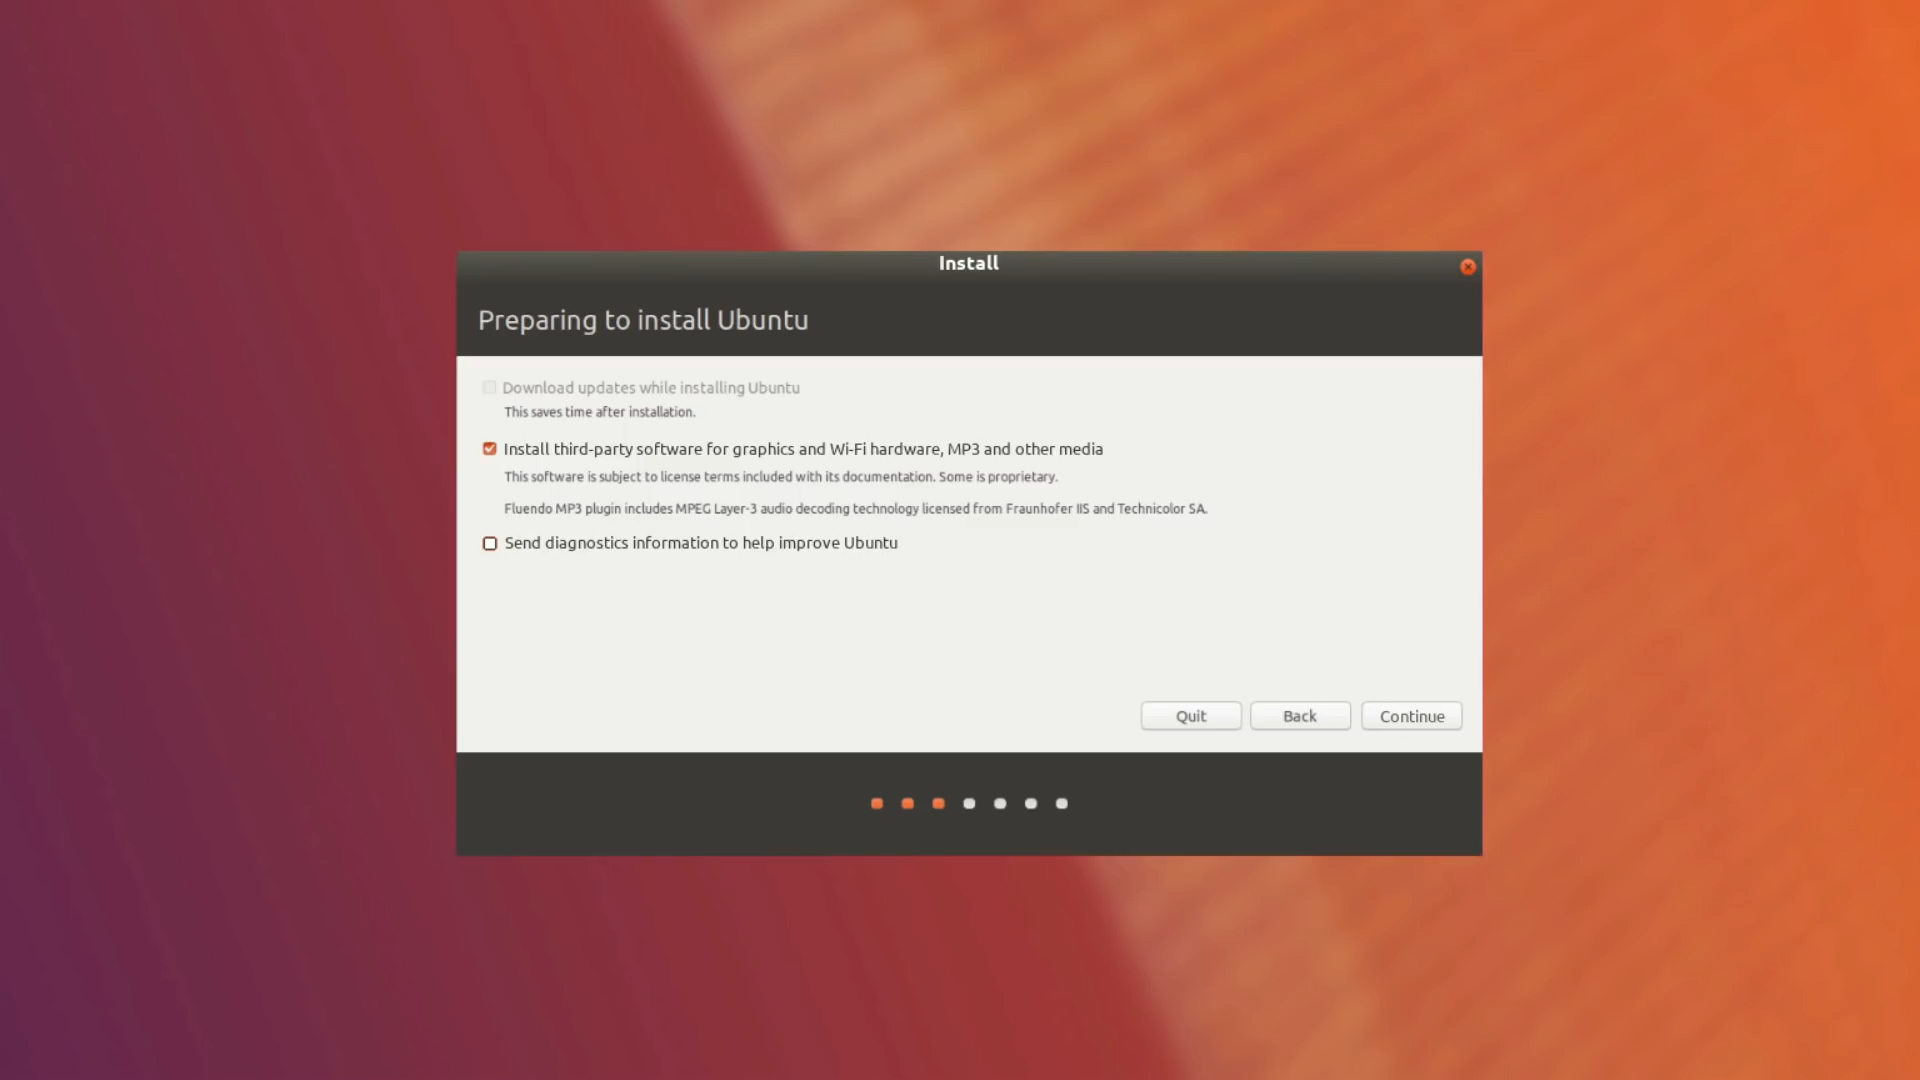 Install
Preparing to install Ubuntu
Download updates while installing Ubuntu
This saves time after installation.
Install third-party software for graphics and Wi-Fi hardware, MP3 and other media
This software is subject to license terms included with its documentation. Some is proprietary.
Fluendo MP3 plugin includes MPEG Layer-3 audio decoding technology licensed from Fraunhofer IIS and Technicolor SA.
Send diagnostics information to help improve Ubuntu
Quit Back Continue